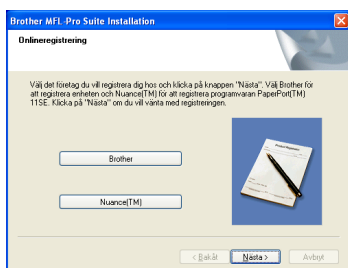 Brother MFL-Pro Suite Installation
Onlineregistrering
Välj det företag du vill registrera dig hos och klicka på knappen "Nästa". Välj Brother för
att registrera enheten och Nuance(TM) för att registrera programvaran PaperPort(TM)
11SE. Klicka på "Nästa" om du vill vänta med registreringen.
Brother
Nuance(TM)
< Bakåt
Nästa >
Avbryt